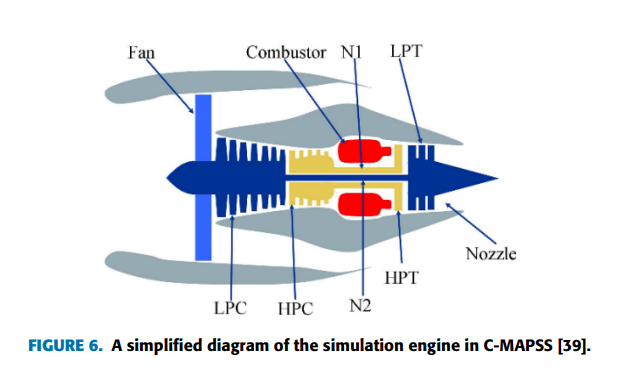 Fan Combustor N1 LPT
Nozzle
HPT
LPC HPC N2
FIGURE 6. A simplified diagram of the simulation engine in C-MAPSS [39].